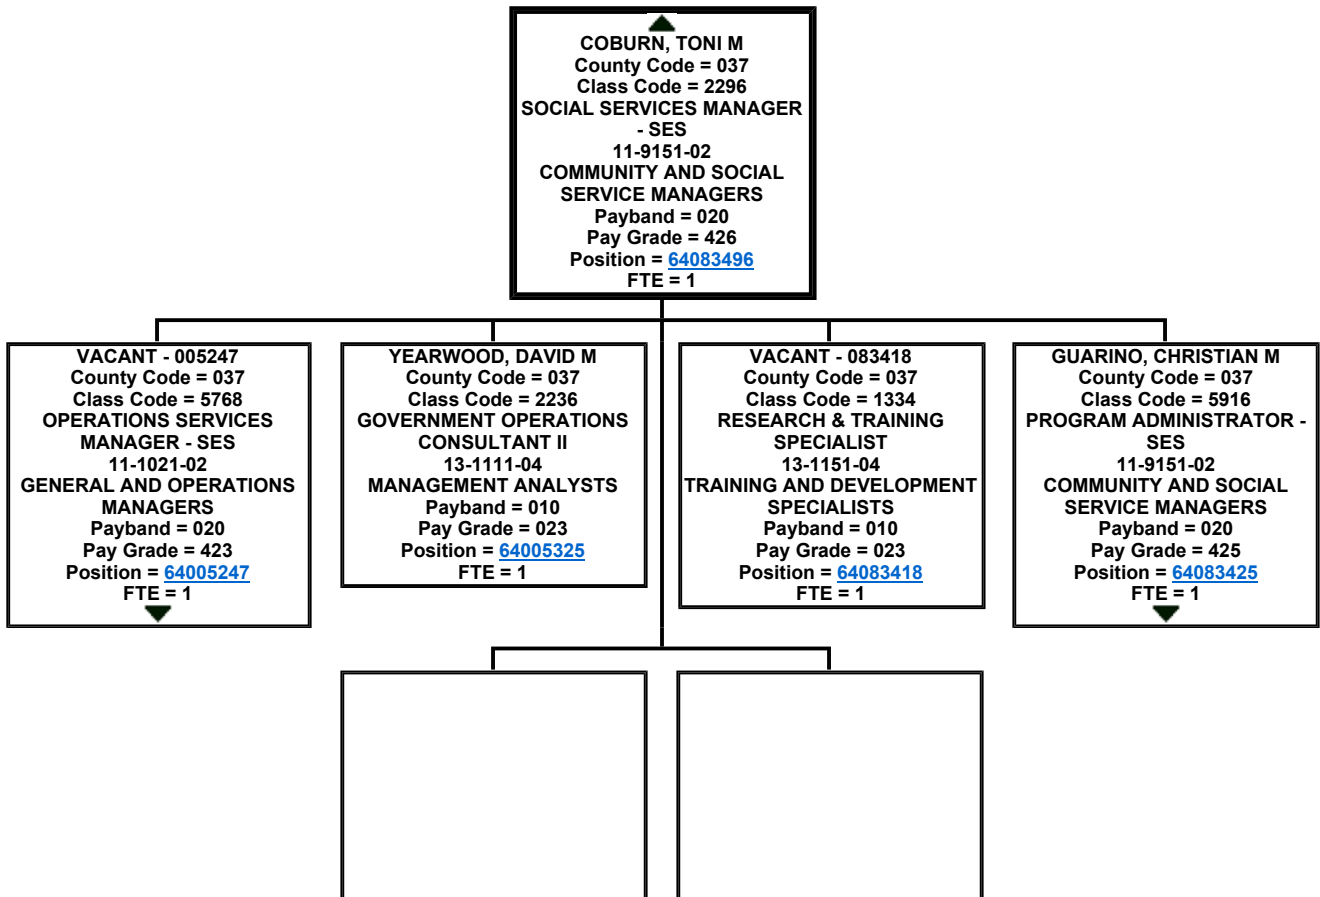 COBURN, TONI M
County Code = 037
Class Code = 2296
SOCIAL SERVICES MANAGER
- SES
11-9151-02
COMMUNITY AND SOCIAL
SERVICE MANAGERS
Payband = 020
Pay Grade = 426
Position = 64083496
FTE = 1
VACANT - 005247
County Code = 037
Class Code = 5768
OPERATIONS SERVICES
MANAGER - SES
11-1021-02
GENERAL AND OPERATIONS
MANAGERS
Payband = 020
Pay Grade = 423
Position = 64005247
FTE = 1
YEARWOOD, DAVID M
County Code = 037
Class Code = 2236
GOVERNMENT OPERATIONS
CONSULTANT II
13-1111-04
MANAGEMENT ANALYSTS
Payband = 010
Pay Grade = 023
Position = 64005325
FTE = 1
VACANT - 083418
County Code = 037
Class Code = 1334
RESEARCH & TRAINING
SPECIALIST
13-1151-04
TRAINING AND DEVELOPMENT
SPECIALISTS
Payband = 010
Pay Grade = 023
Position = 64083418
FTE = 1
GUARINO, CHRISTIAN M
County Code = 037
Class Code = 5916
PROGRAM ADMINISTRATOR -
SES
11-9151-02
COMMUNITY AND SOCIAL
SERVICE MANAGERS
Payband = 020
Pay Grade = 425
Position = 64083425
FTE = 1